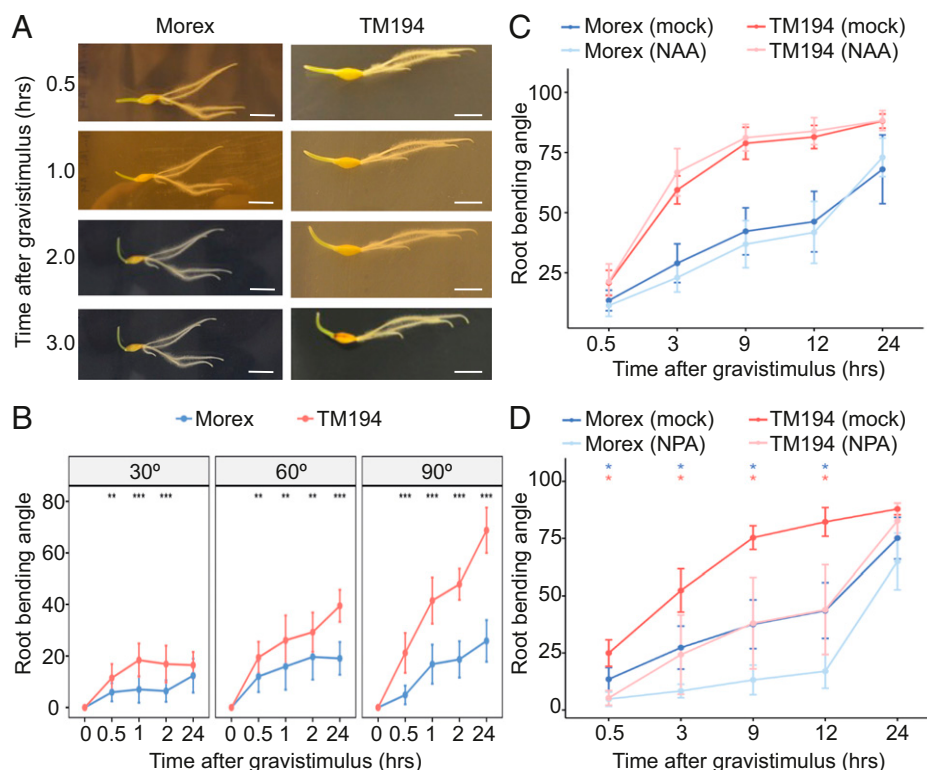 A
Morex
TM194
Time after gravistimulus (hrs)
0.5
1.0
2.0
3.0
B
Morex
TM194
30º
60º
90º
** *** ***
** ** ** ***
*** *** *** ***
Root bending angle
80
60
40
20
0
0 0.5 1 2 24
0 0.5 1 2 24
0 0.5 1 2 24
Time after gravistimulus (hrs)
C
Morex (mock)
TM194 (mock)
Morex (NAA)
TM194 (NAA)
Root bending angle
100
75
50
25
0.5 3 9 12 24
Time after gravistimulus (hrs)
D
Morex (mock)
TM194 (mock)
Morex (NPA)
TM194 (NPA)
* * * *
* * * *
Root bending angle
100
75
50
25
0
0.5 3 9 12 24
Time after gravistimulus (hrs)